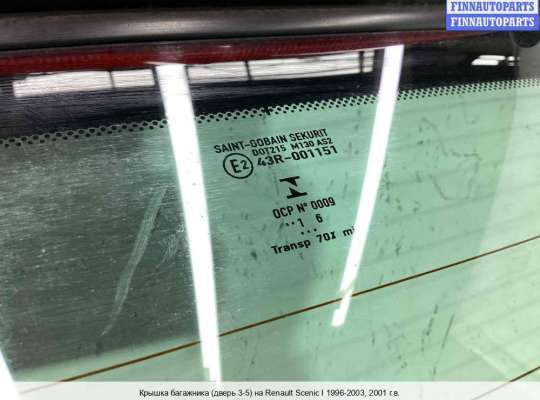 FINNAUTOPARTS
FINNAUTOPARTS
SAINT-GOBAIN SEKURIT
DOT215 M130 AS2
E2 43R-001151
OCP N° 0009
··1 6
...
Transp 70%
Крышка багажника (дверь 3-5) на Renault Scenic I 1996-2003, 2001 г.в.